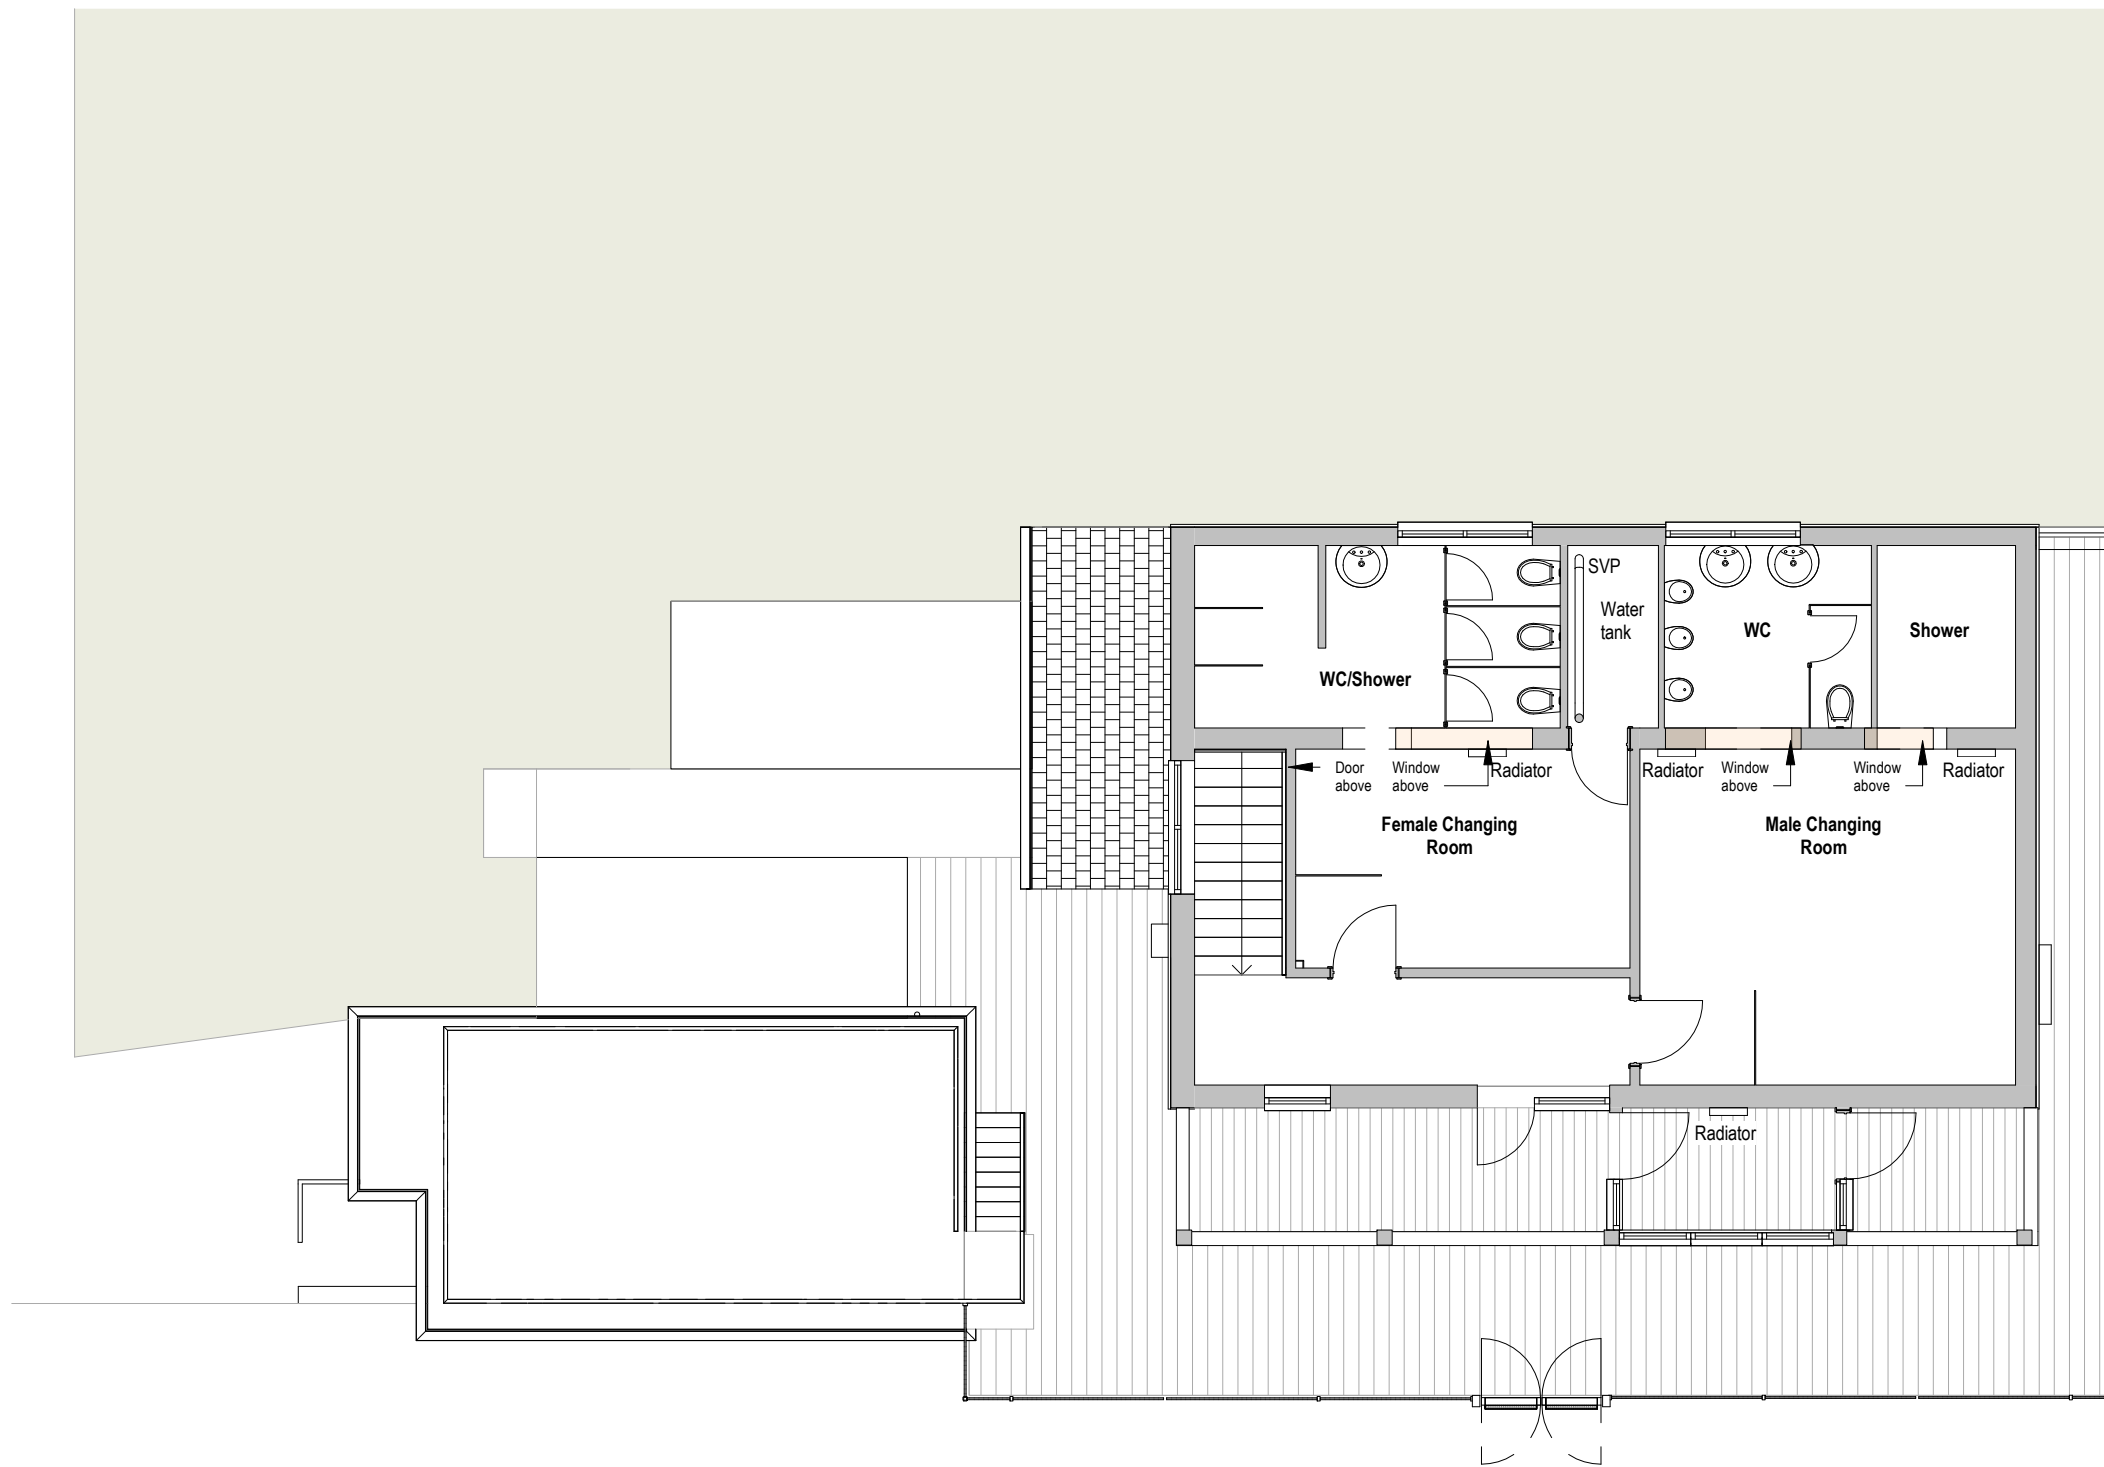 SVP
Water
tank
WC
Shower
WC/Shower
Door
above
Window
above
Radiator
Radiator
Window
above
Window
above
Radiator
Female Changing
Room
Male Changing
Room
Radiator